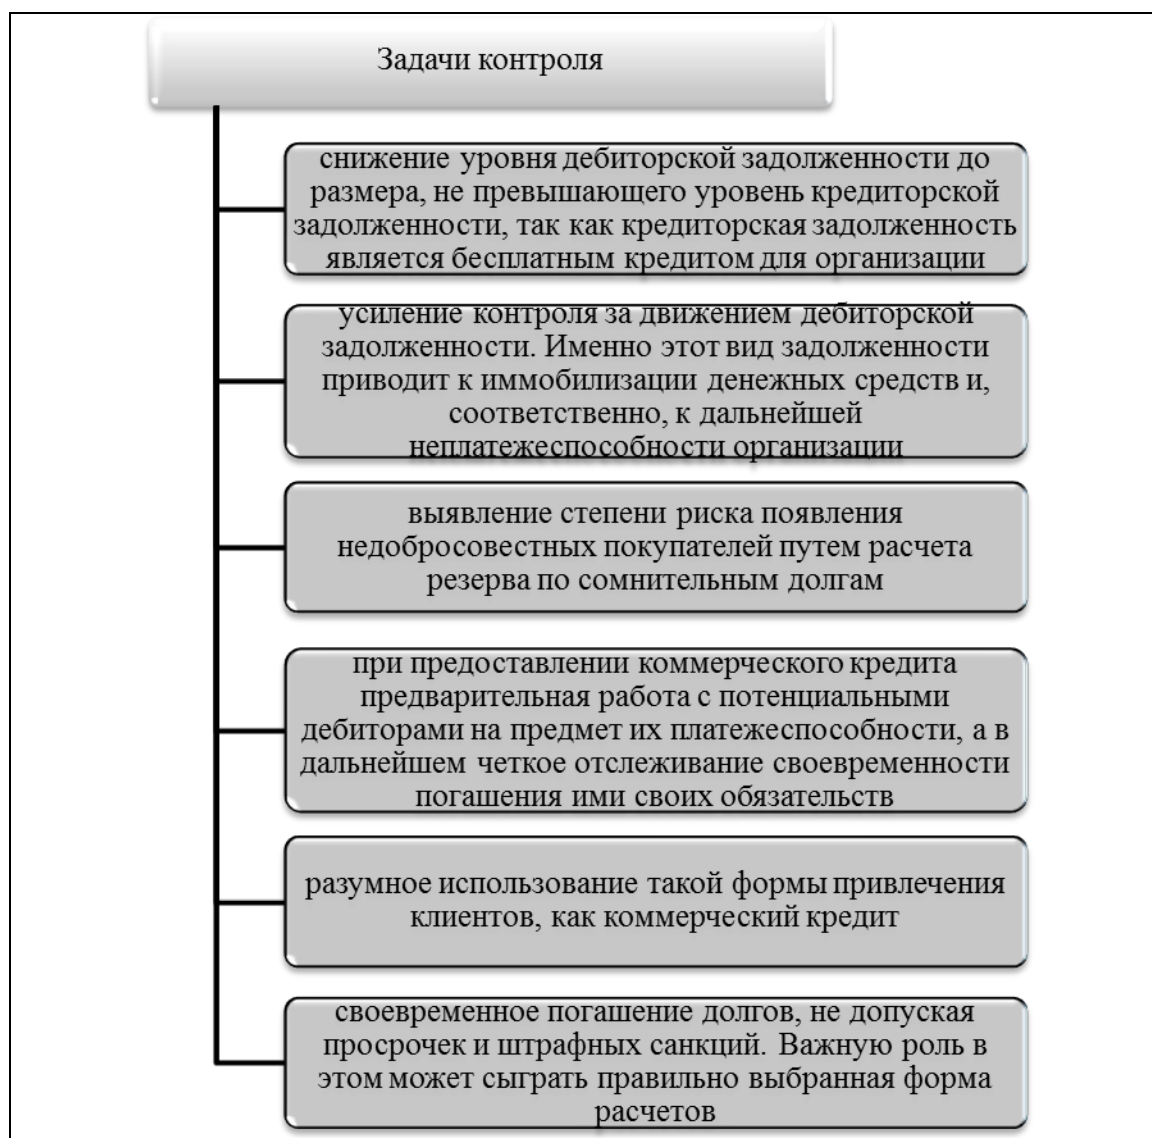 Задачи контроля
снижение уровня дебиторской задолженности до
размера, не превышающего уровень кредиторской
задолженности, так как кредиторская задолженность
является бесплатным кредитом для организации
усиление контроля за движением дебиторской
задолженности. Именно этот вид задолженности
приводит к иммобилизации денежных средств и,
соответственно, к дальнейшей
неплатежеспособности организации
выявление степени риска появления
недобросовестных покупателей путем расчета
резерва по сомнительным долгам
при предоставлении коммерческого кредита
предварительная работа с потенциальными
дебиторами на предмет их платежеспособности, а в
дальнейшем четкое отслеживание своевременности
погашения ими своих обязательств
разумное использование такой формы привлечения
клиентов, как коммерческий кредит
своевременное погашение долгов, не допуская
просрочек и штрафных санкций. Важную роль в
этом может сыграть правильно выбранная форма
расчетов